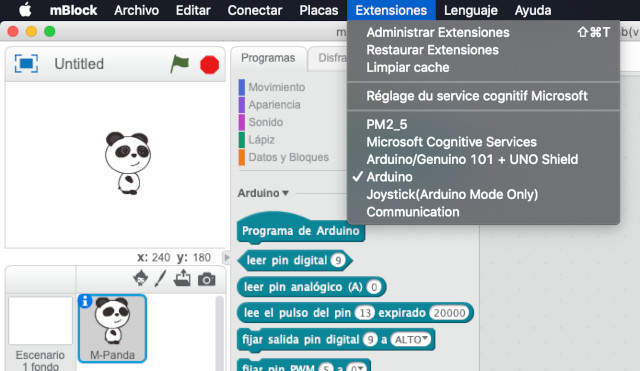 mBlock Archivo Editar Conectar Placas Extensiones Lenguaje Ayuda
Untitled
Programas
Disfra
Movimiento
Apariencia
Sonido
Lápiz
Datos y Bloques
Administrar Extensiones ⇧⌘T
Restaurar Extensiones
Limpiar cache
Réglage du service cognitif Microsoft
PM2_5
Microsoft Cognitive Services
Arduino/Genuino 101 + UNO Shield
✓ Arduino
Joystick(Arduino Mode Only)
Communication
Arduino
Programa de Arduino
leer pin digital 9
leer pin analógico (A) 0
lee el pulso del pin 13 expirado 20000
fijar salida pin digital 9 a ALTO
fijar pin PWM 5 a 0
x: 240 y: 180
Escenario
1 fondo
M-Panda